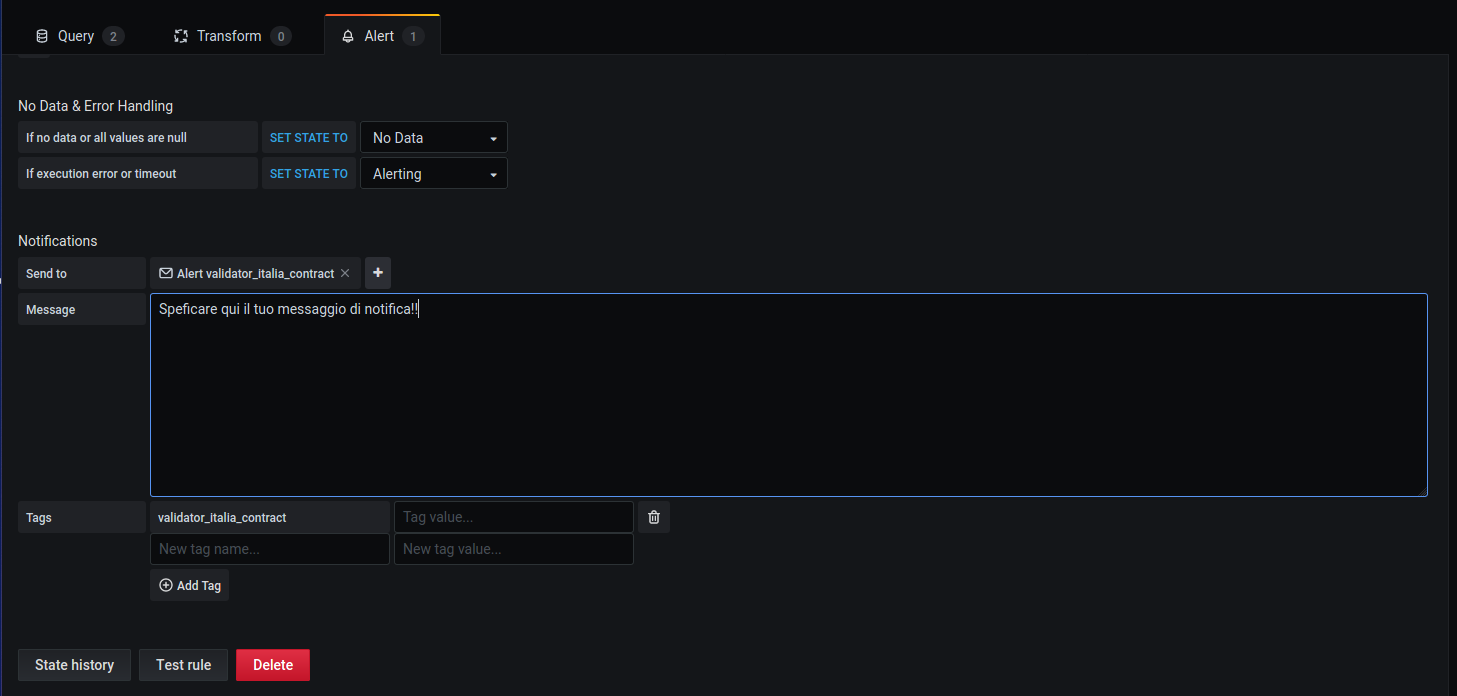 Query 2 Transform 0 Alert 1
No Data & Error Handling
If no data or all values are null SET STATE TO No Data
If execution error or timeout SET STATE TO Alerting
Notifications
Send to Alert validator_italia_contract
Message Speficare qui il tuo messaggio di notifica!!
Tags validator_italia_contract Tag value...
New tag name... New tag value...
Add Tag
State history Test rule Delete